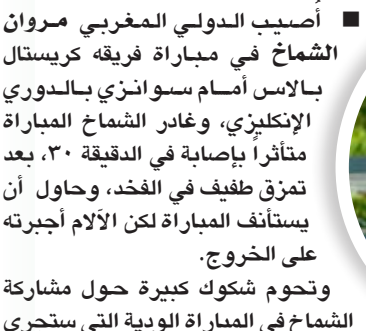 ■ أُصيب الدولي المغربي مروان
الشماخ في مباراة فريقه كريستال
بالاس أمام سوانزي بالدوري
الإنكليزي، وغادر الشماخ المباراة
متأثراً بإصابة في الدقيقة ٣٠، بعد
تمزق طفيف في الفخد، وحاول أن
يستأنف المباراة لكن الآلام أجبرته
على الخروج.
وتحوم شكوك كبيرة حول مشاركة
الشماخ في المباراة الودية التي ستجري